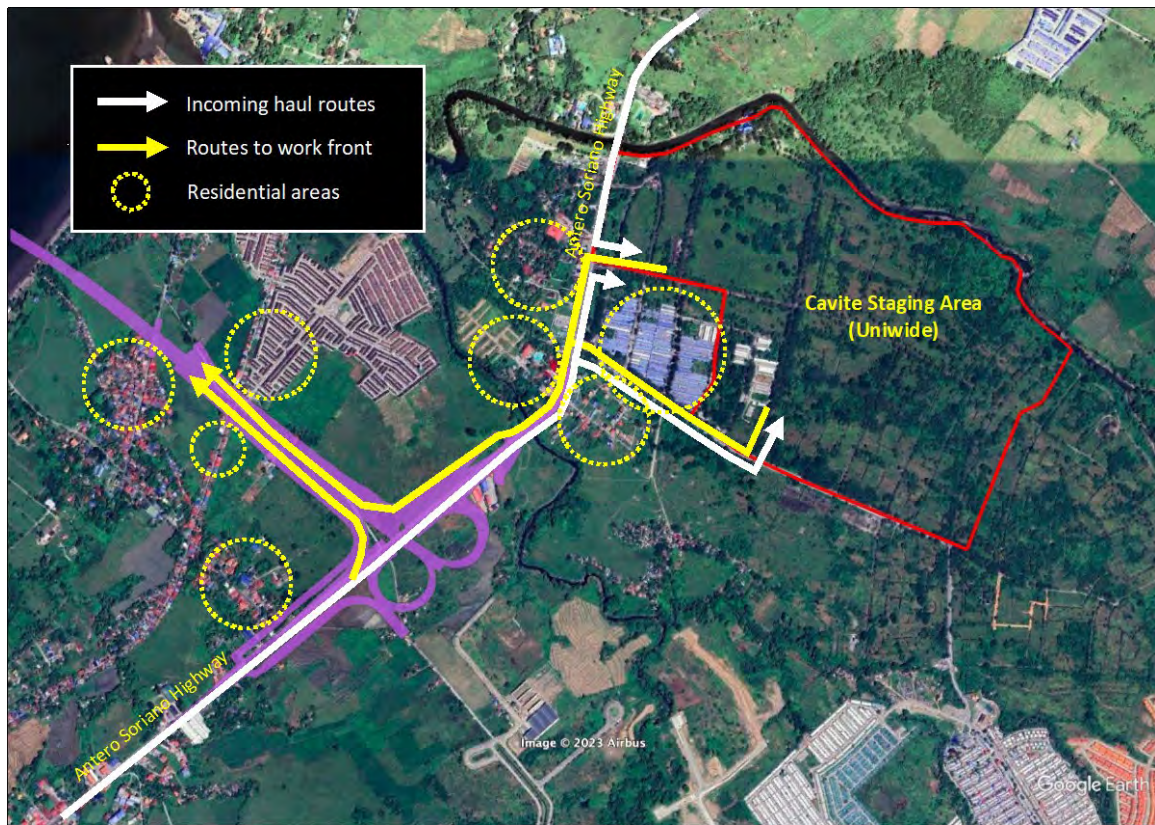 Incoming haul routes
Routes to work front
Residential areas
Antero Soriano Highway
Cavite Staging Area
(Uniwide)
Antero Soriano Highway
Image © 2023 Airbus
Google Earth